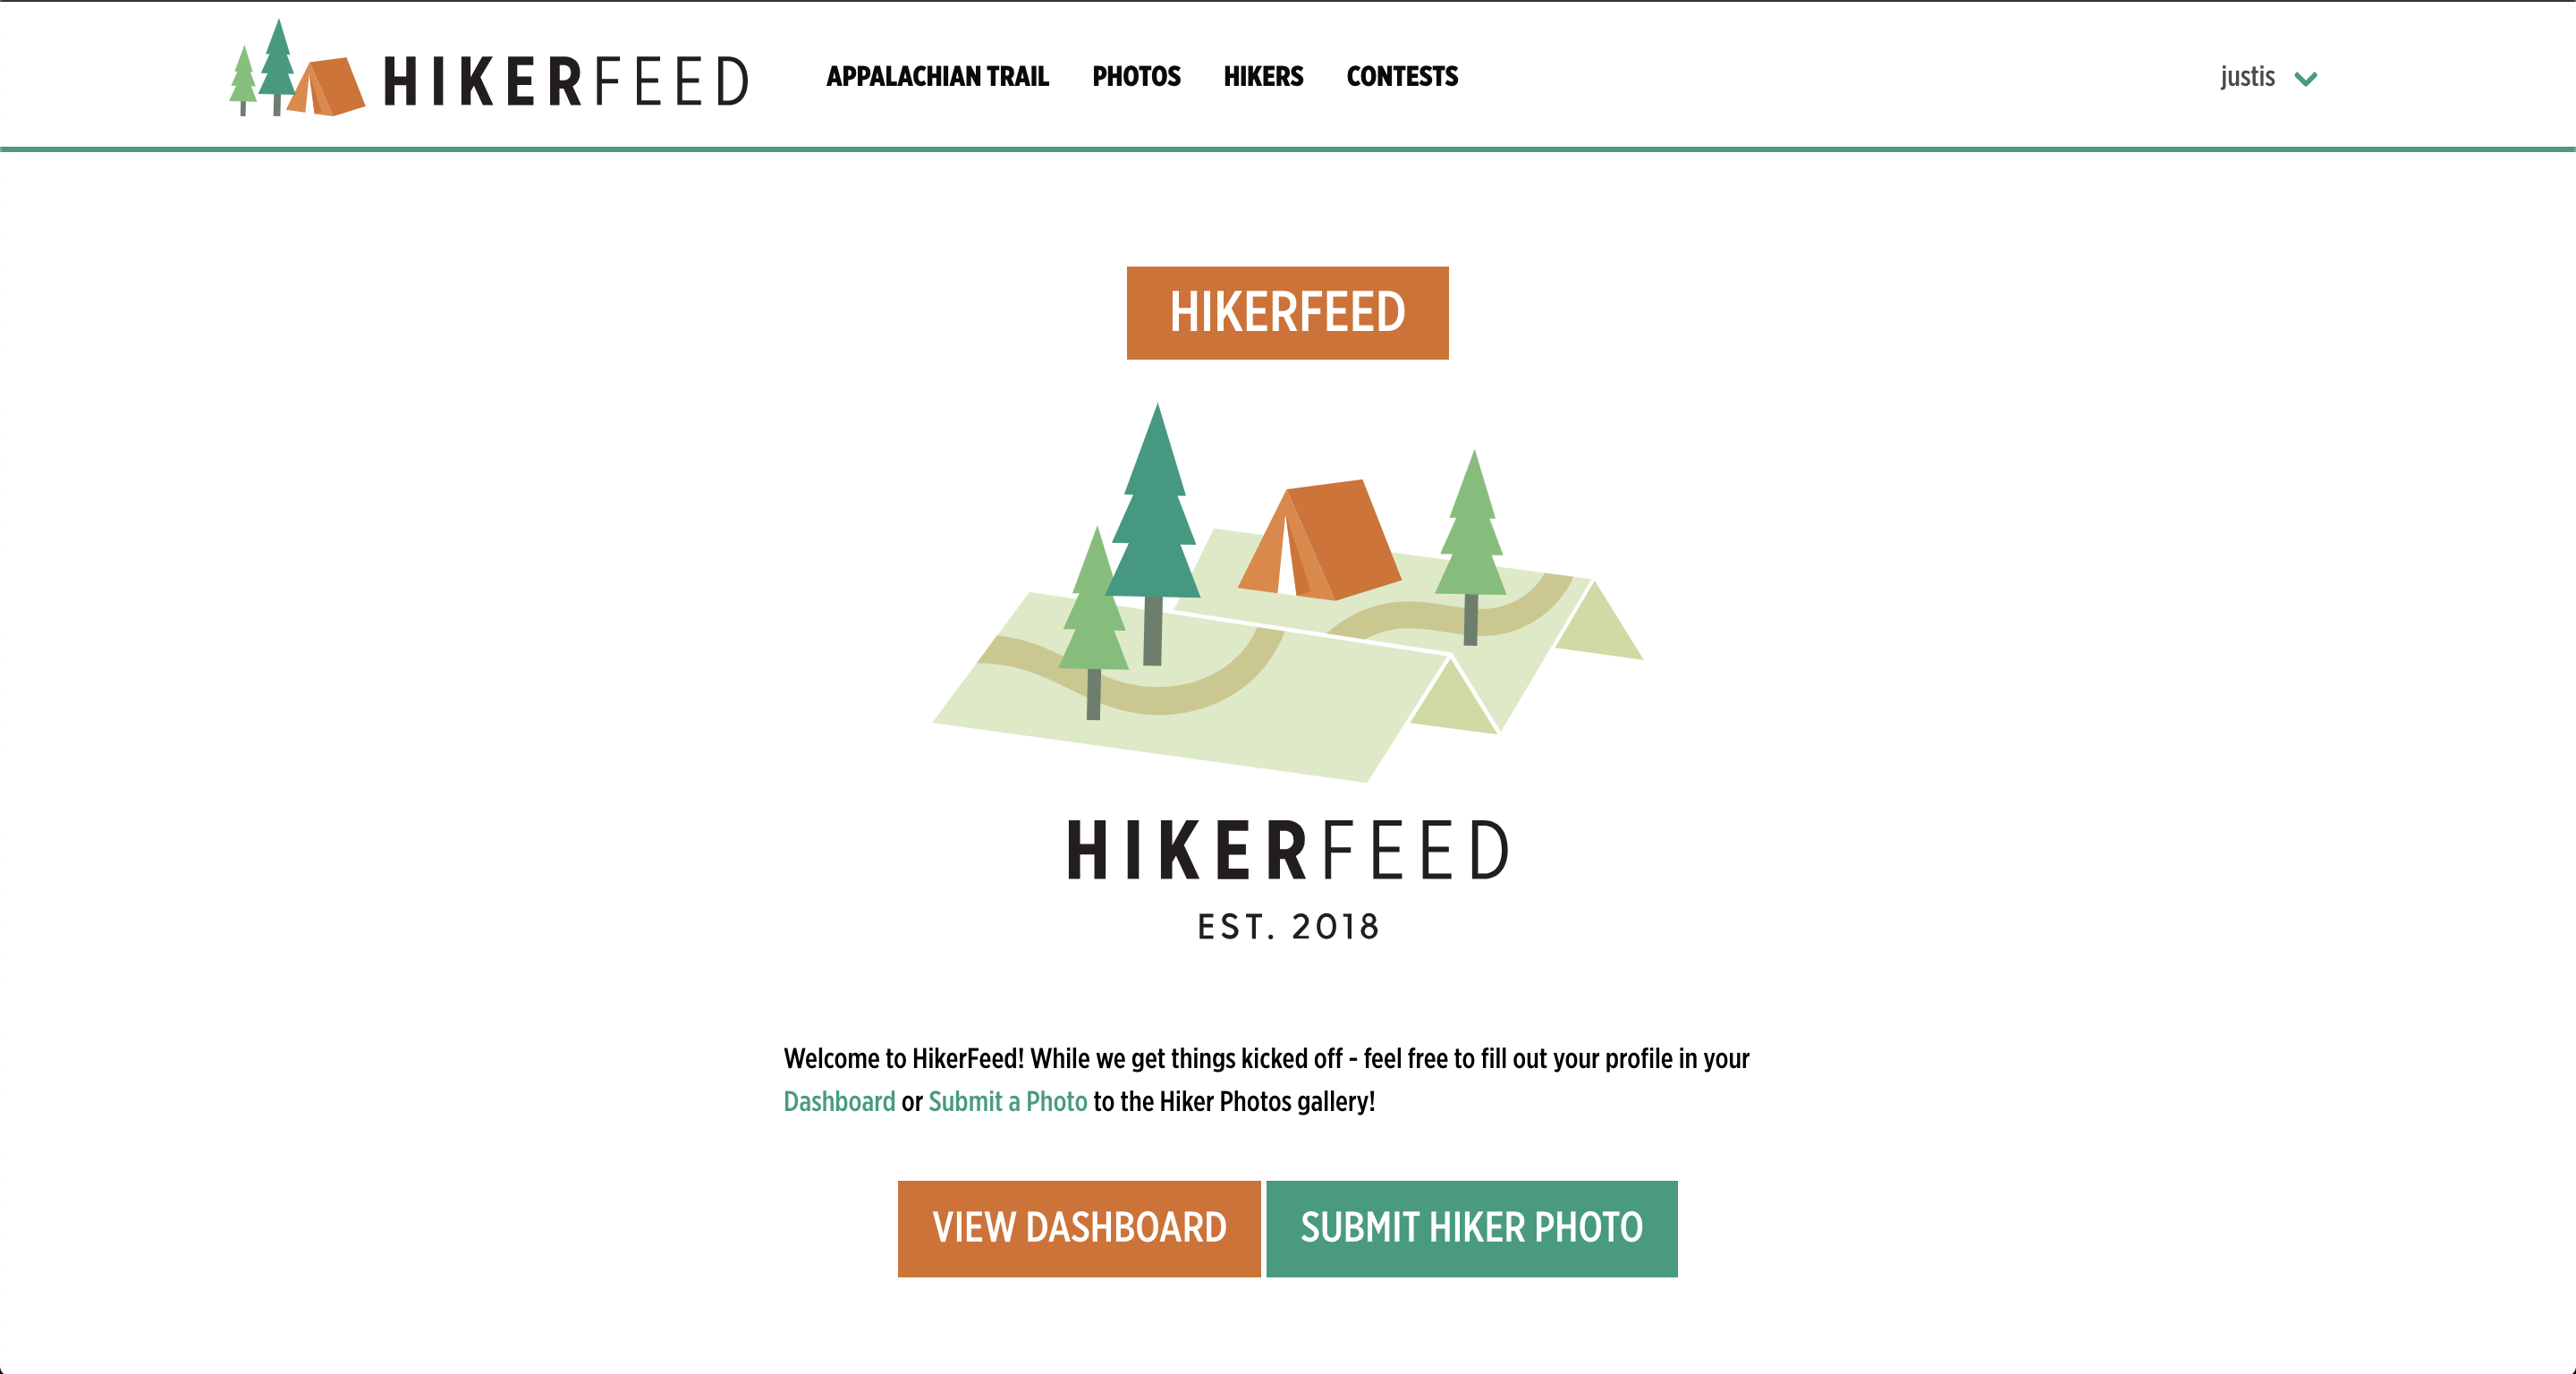 HIKERFEED
APPALACHIAN TRAIL PHOTOS HIKERS CONTESTS
justis
HIKERFEED
HIKERFEED
EST. 2018
Welcome to HikerFeed! While we get things kicked off - feel free to fill out your profile in your
Dashboard or Submit a Photo to the Hiker Photos gallery!
VIEW DASHBOARD
SUBMIT HIKER PHOTO